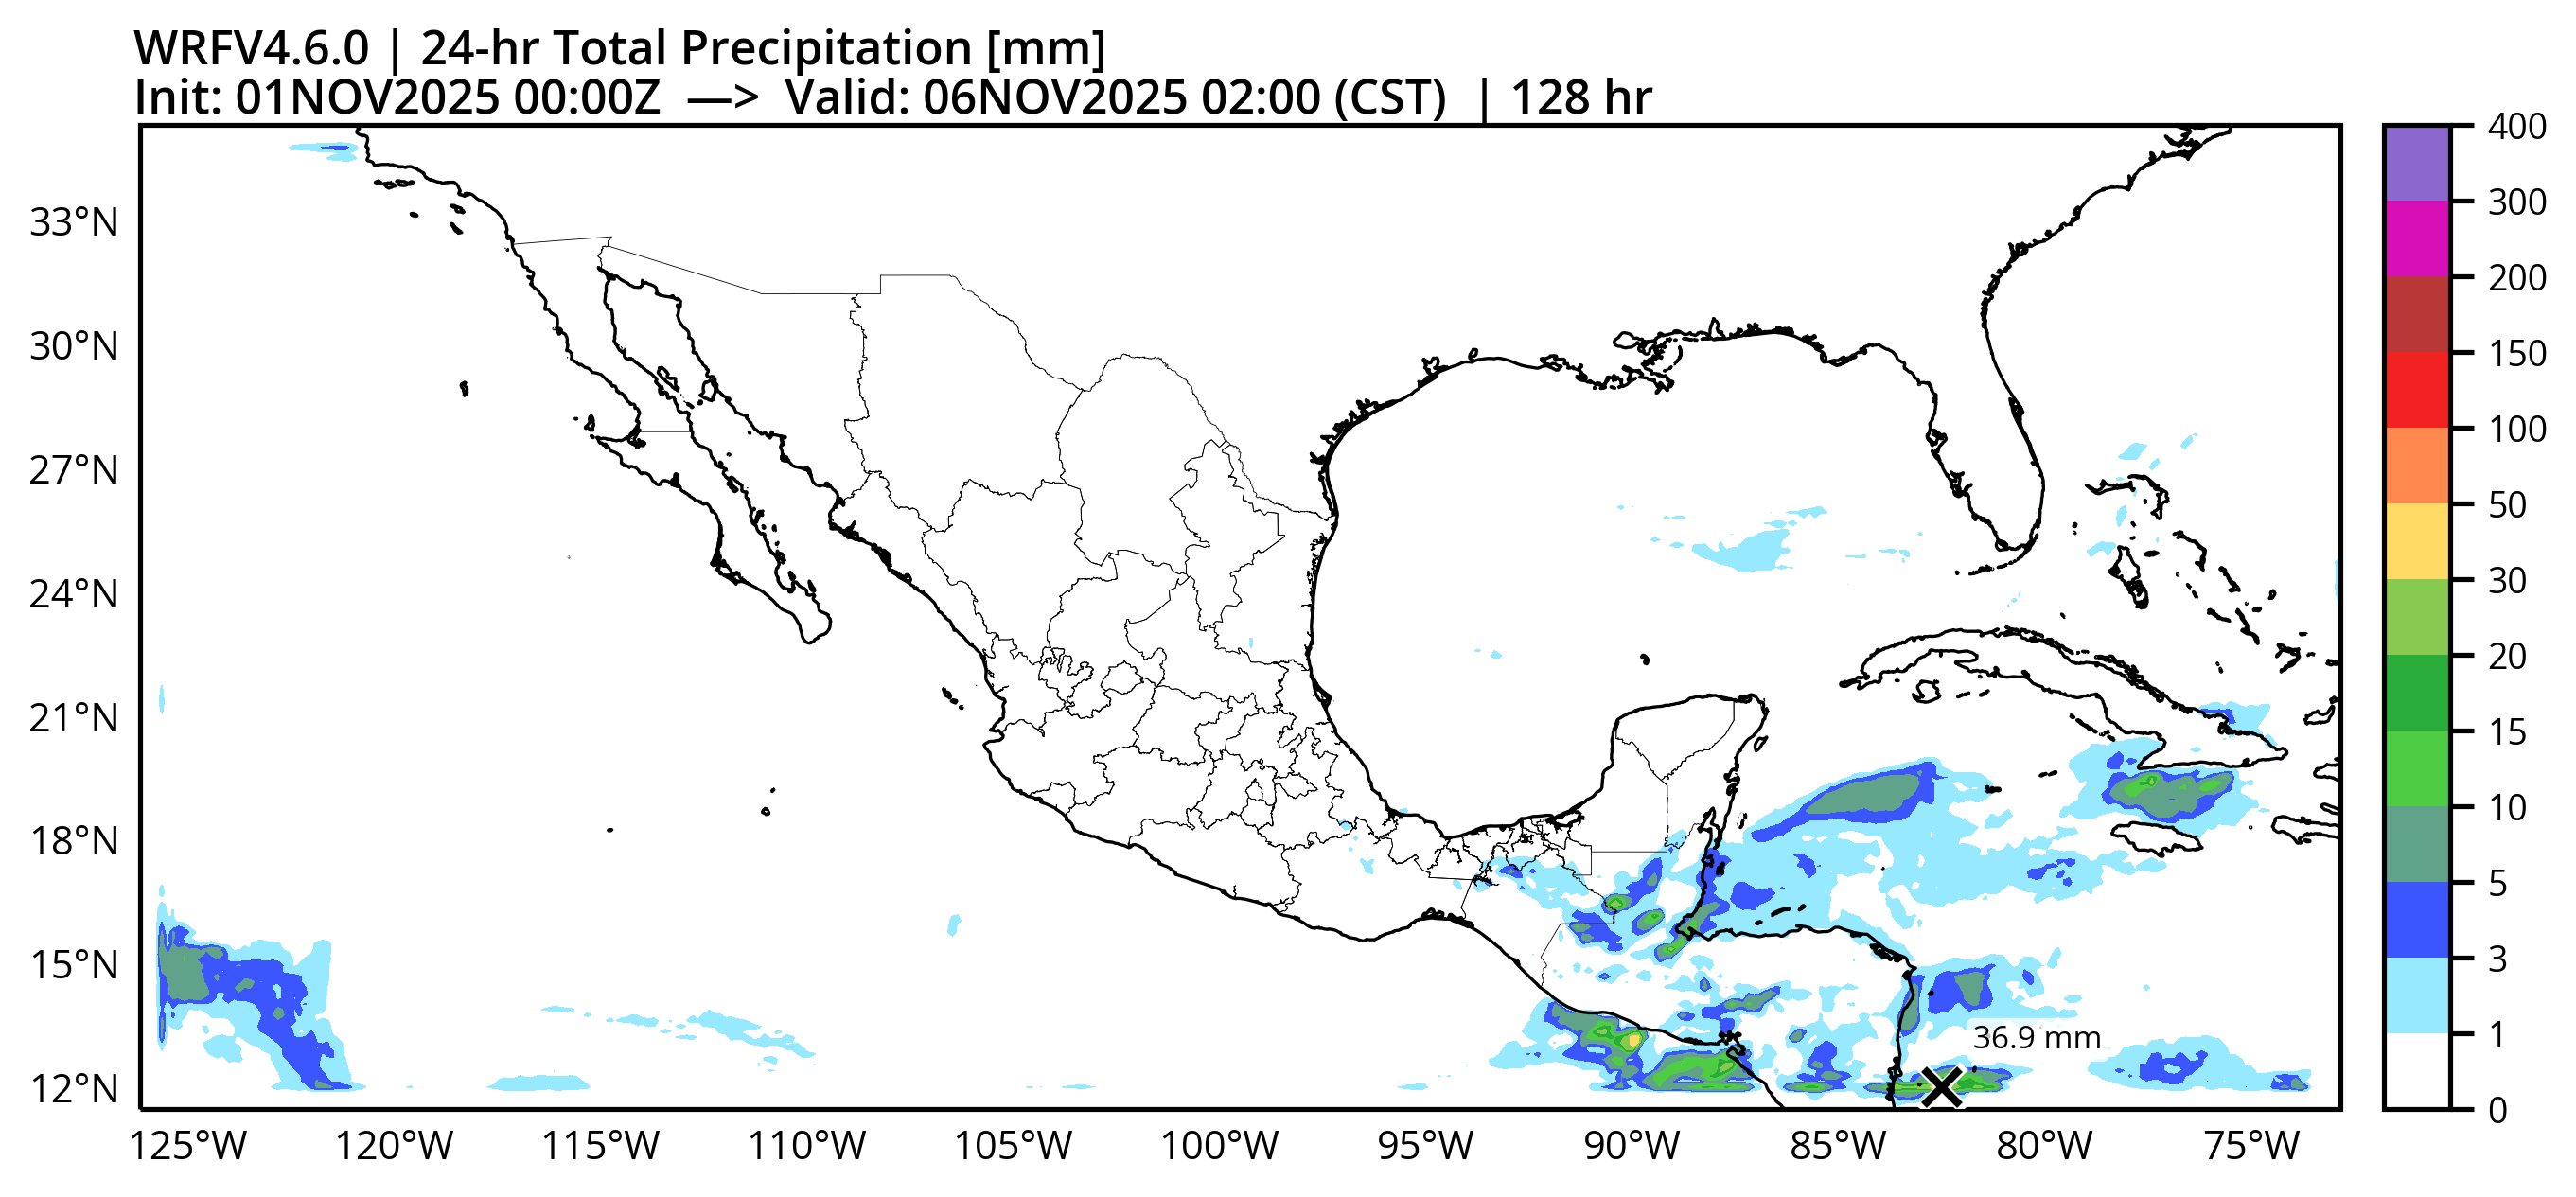 WRFV4.6.0 | 24-hr Total Precipitation [mm]
Init: 01NOV2025 00:00Z —> Valid: 06NOV2025 02:00 (CST) | 128 hr
33°N
30°N
27°N
24°N
21°N
18°N
15°N
12°N
125°W
120°W
115°W
110°W
105°W
100°W
95°W
90°W
85°W
80°W
75°W
36.9 mm
400
300
200
150
100
50
30
20
15
10
5
3
1
0